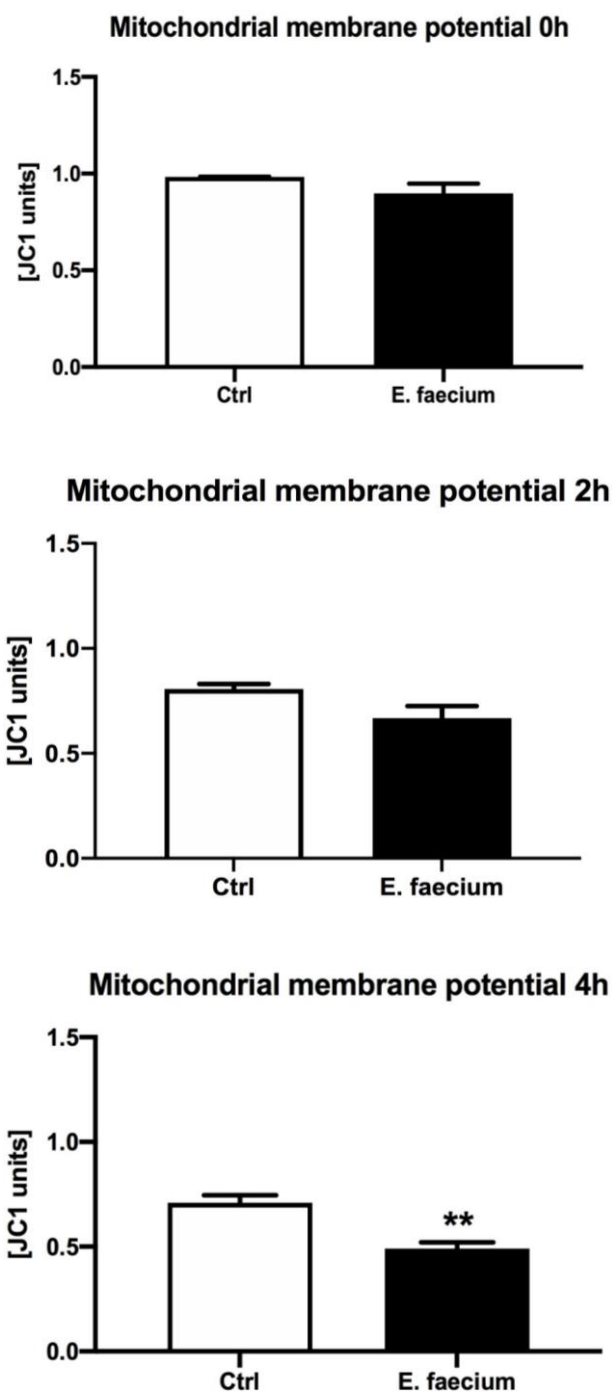 Mitochondrial membrane potential 0h
1.5
1.0
0.5
0.0
[JC1 units]
Ctrl E. faecium
Mitochondrial membrane potential 2h
1.5
1.0
0.5
0.0
[JC1 units]
Ctrl E. faecium
Mitochondrial membrane potential 4h
1.5
1.0
0.5
0.0
[JC1 units]
**
Ctrl E. faecium